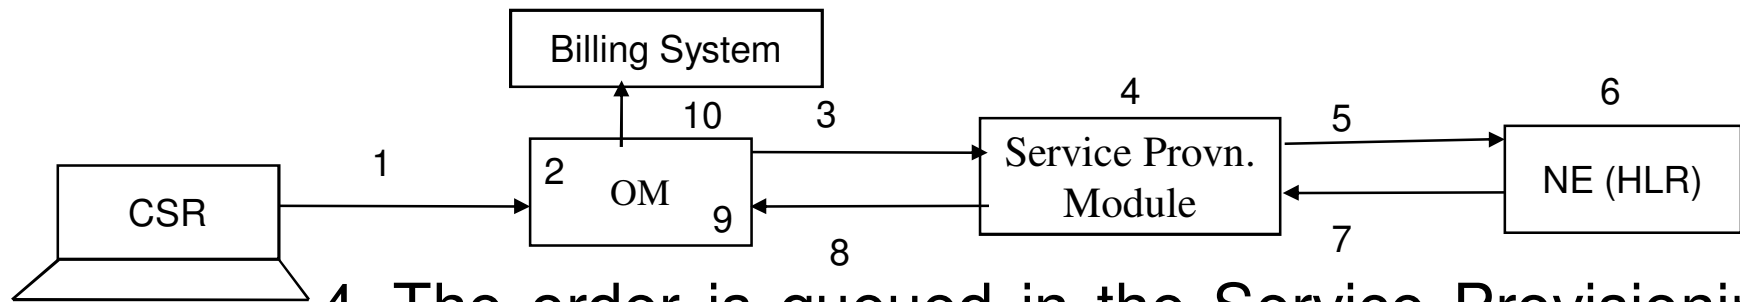 Billing System
10
3
4
5
6
1
2
OM
9
Service Provn.
Module
NE (HLR)
CSR
8
7
4. The order is queued in the Service